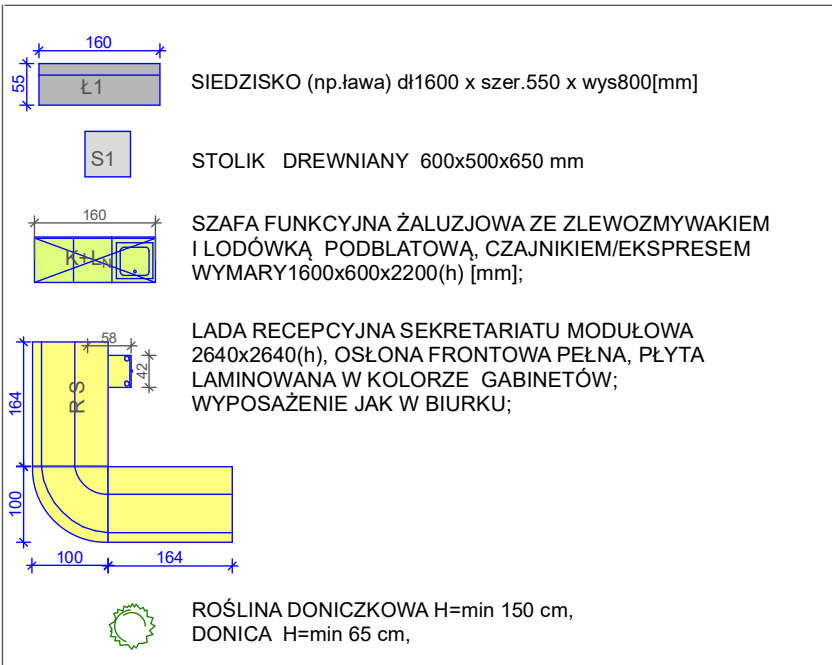 160
55
Ł1
SIEDZISKO (np.ława) dł1600 x szer.550 x wys800[mm]
S1
STOLIK DREWNIANY 600x500x650 mm
160
K+LN
SZAFA FUNKCYJNA ŻALUZJOWA ZE ZLEWOZMYWAKIEM
I LODÓWKĄ PODBLATOWĄ, CZAJNIKIEM/EKSPRESEM
WYMARY1600x600x2200(h) [mm];
LADA RECEPCYJNA SEKRETARIATU MODUŁOWA
2640x2640(h), OSŁONA FRONTOWA PEŁNA, PŁYTA
LAMINOWANA W KOLORZE GABINETÓW;
WYPOSAŻENIE JAK W BIURKU;
58
42
R S
164
100
100
164
ROŚLINA DONICZKOWA H=min 150 cm,
DONICA H=min 65 cm,